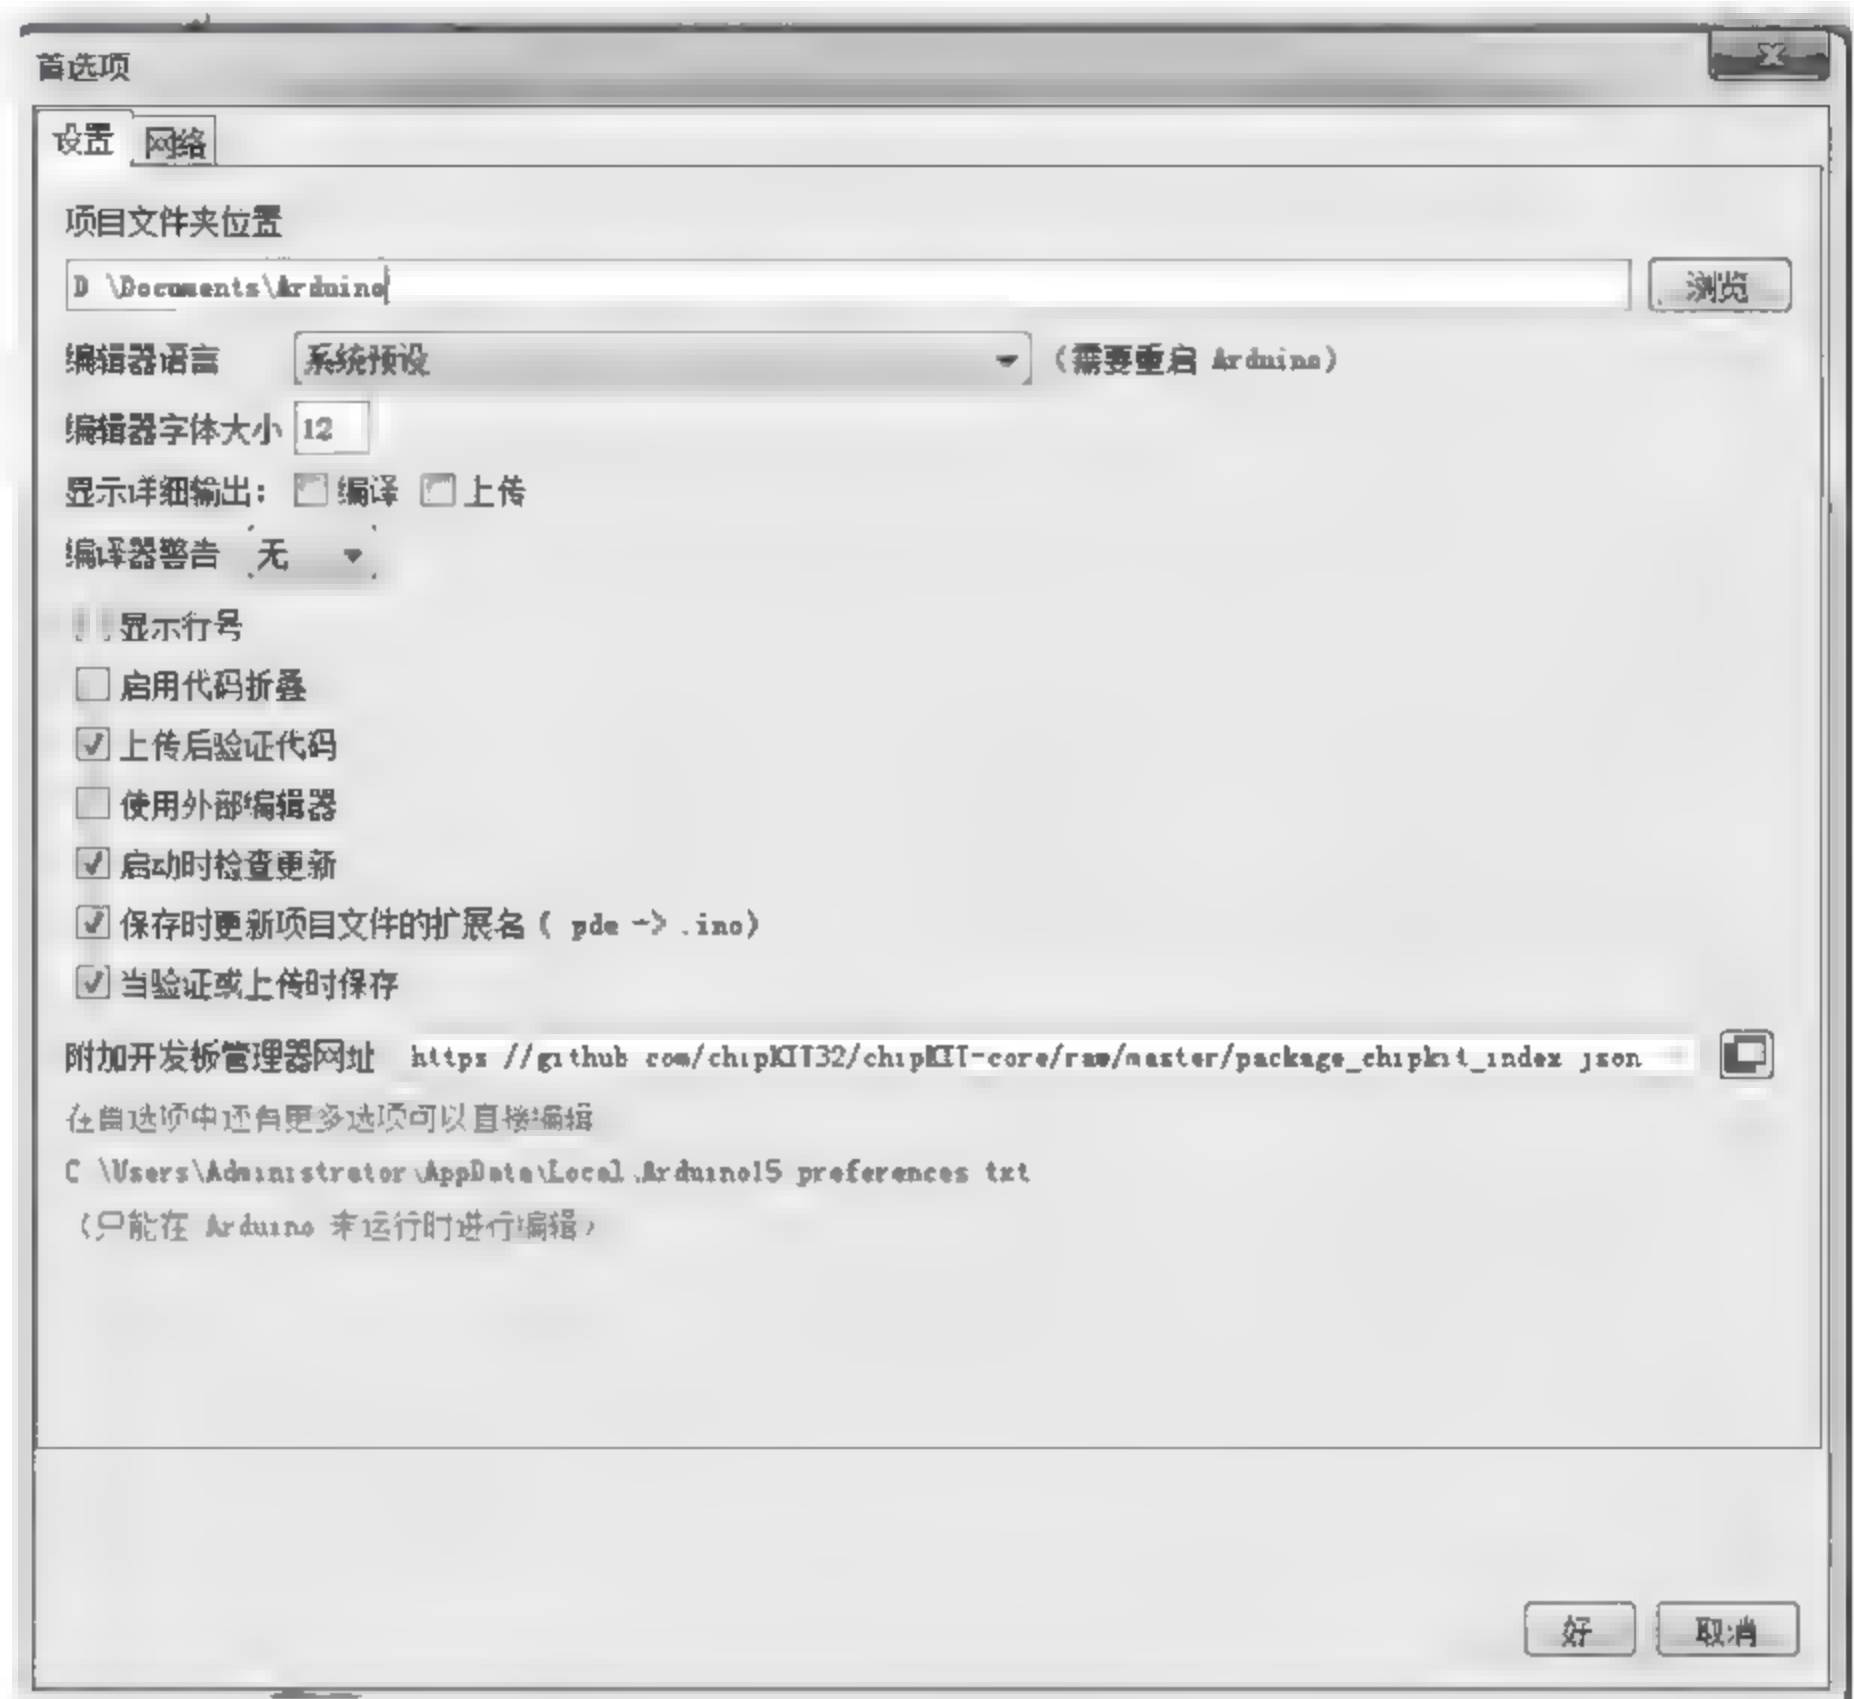 首选项
设置 网络
项目文件夹位置
D \Documents\Arduino 浏览
编辑器语言 系统预设 (需要重启 Arduino)
编辑器字体大小 12
显示详细输出: 编译 上传
编译器警告 无
显示行号
启用代码折叠
上传后验证代码
使用外部编辑器
启动时检查更新
保存时更新项目文件的扩展名 ( pde -> .ino)
当验证或上传时保存
附加开发板管理器网址 https //github com/chipKIT32/chipKIT-core/raw/master/package_chipkit_index json
在首选项中还有更多选项可以直接编辑
C \Users\Administrator\AppData\Local\Arduino15 preferences txt
(只能在 Arduino 未运行时进行编辑)
好 取消